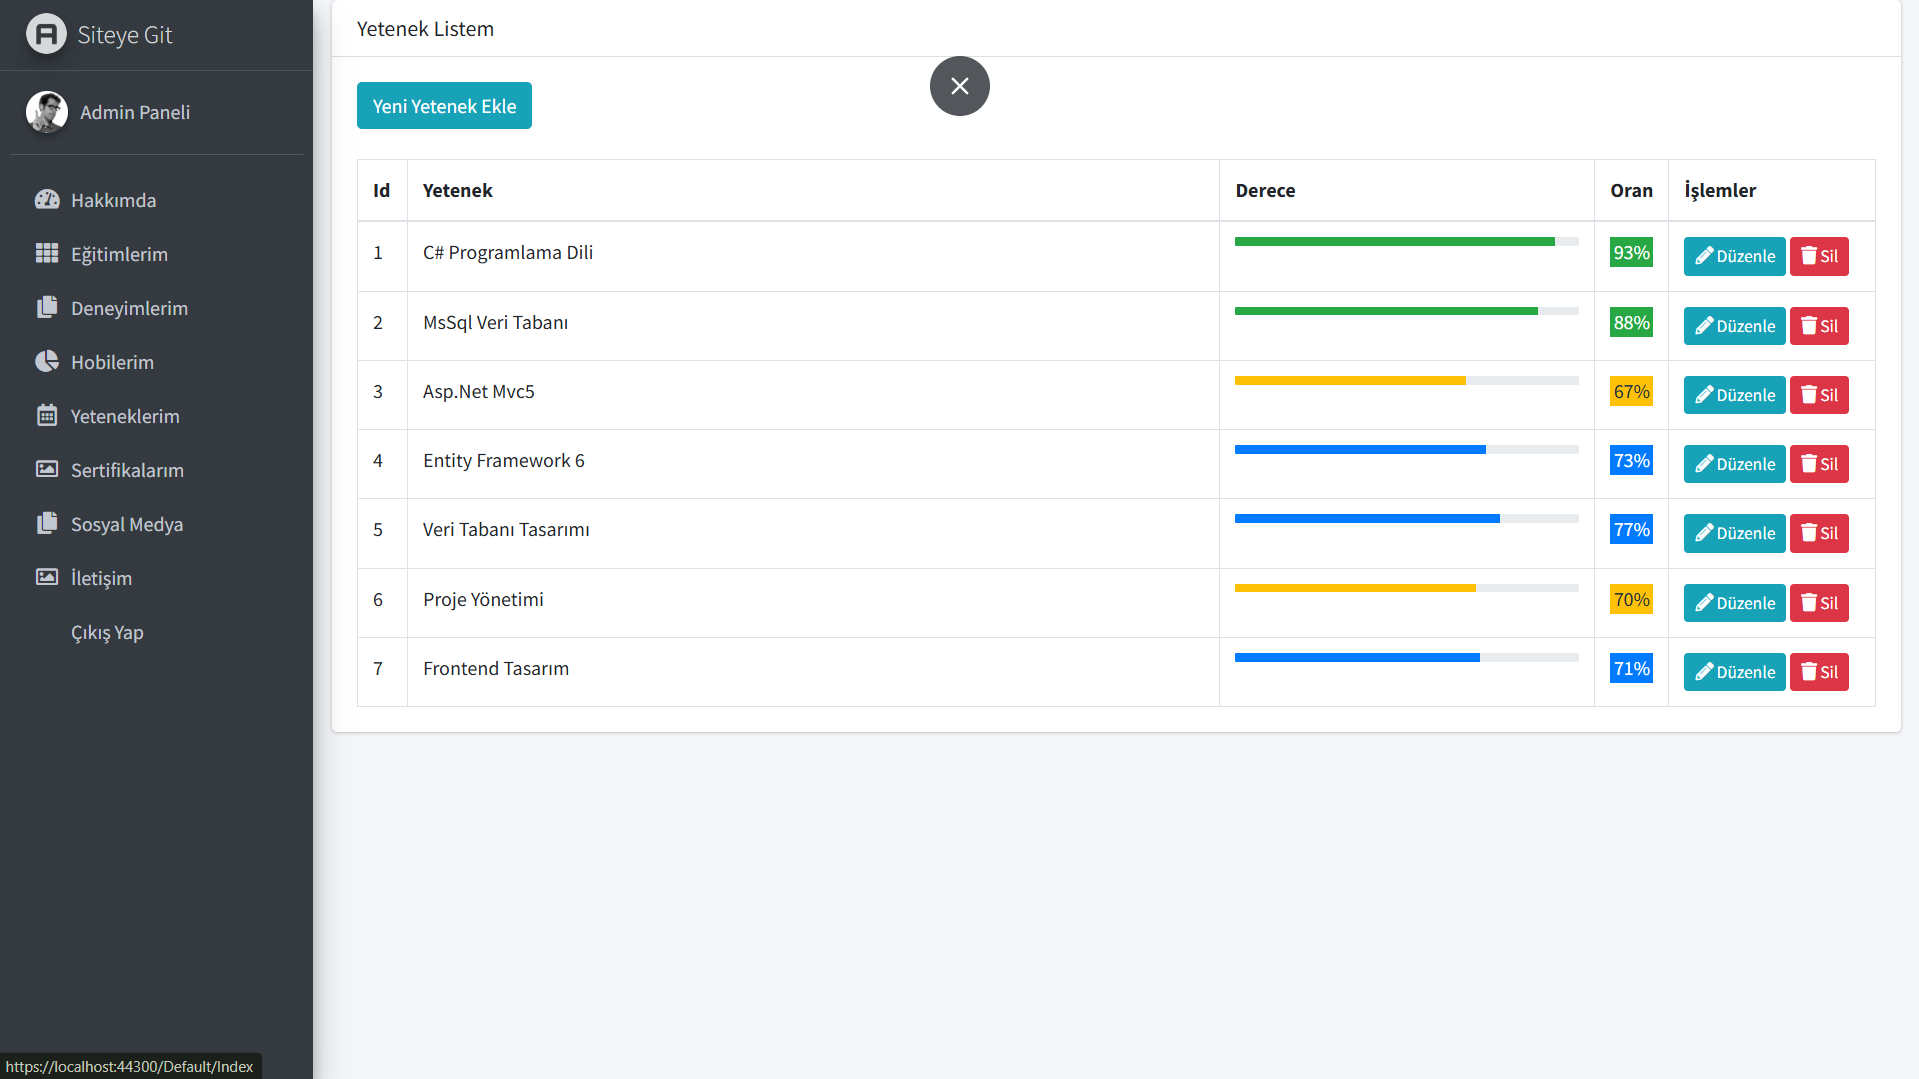 Siteye Git
Admin Paneli
Hakkımda
Eğitimlerim
Deneyimlerim
Hobilerim
Yeteneklerim
Sertifikalarım
Sosyal Medya
İletişim
Çıkış Yap
Yetenek Listem
Yeni Yetenek Ekle
Id Yetenek Derece Oran İşlemler
1 C# Programlama Dili 93% Düzenle Sil
2 MsSql Veri Tabanı 88% Düzenle Sil
3 Asp.Net Mvc5 67% Düzenle Sil
4 Entity Framework 6 73% Düzenle Sil
5 Veri Tabanı Tasarımı 77% Düzenle Sil
6 Proje Yönetimi 70% Düzenle Sil
7 Frontend Tasarım 71% Düzenle Sil
https://localhost:44300/Default/Index